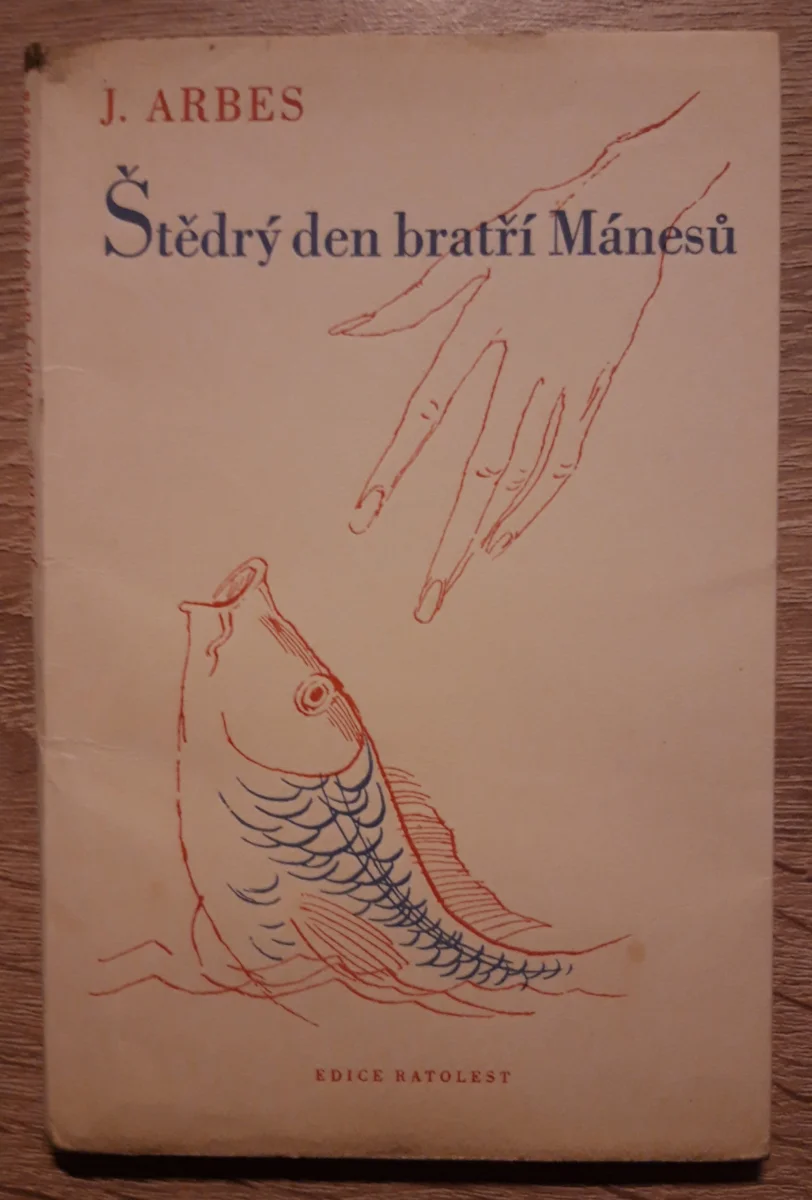 J. ARBES
Štědrý den bratří Mánesů
EDICE RATOLEST